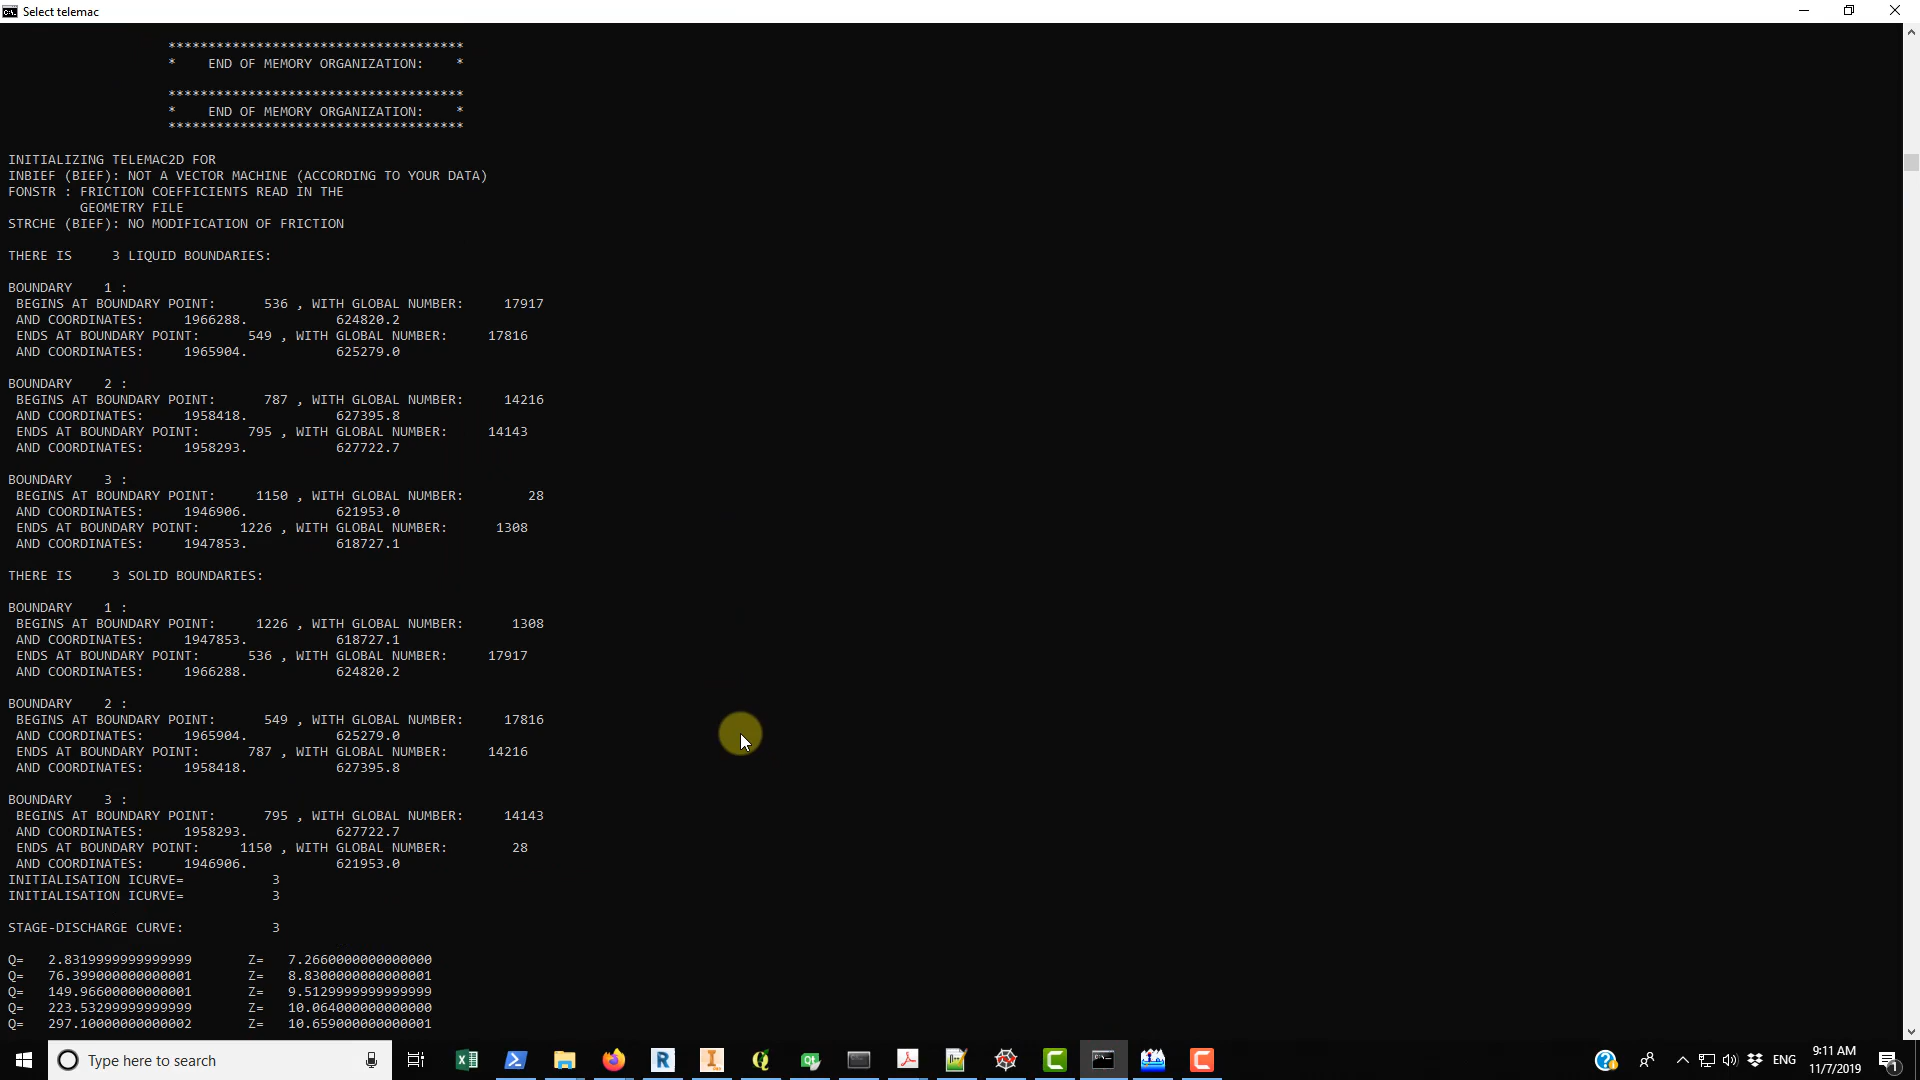 Select telemac
*************************************
*    END OF MEMORY ORGANIZATION:    *
*************************************
*    END OF MEMORY ORGANIZATION:    *
*************************************
INITIALIZING TELEMAC2D FOR
INBIEF (BIEF): NOT A VECTOR MACHINE (ACCORDING TO YOUR DATA)
FONSTR : FRICTION COEFFICIENTS READ IN THE
GEOMETRY FILE
STRCHE (BIEF): NO MODIFICATION OF FRICTION
THERE IS     3 LIQUID BOUNDARIES:
BOUNDARY    1 :
BEGINS AT BOUNDARY POINT:      536 , WITH GLOBAL NUMBER:     17917
AND COORDINATES:     1966288.           624820.2
ENDS AT BOUNDARY POINT:      549 , WITH GLOBAL NUMBER:     17816
AND COORDINATES:     1965904.           625279.0
BOUNDARY    2 :
BEGINS AT BOUNDARY POINT:      787 , WITH GLOBAL NUMBER:     14216
AND COORDINATES:     1958418.           627395.8
ENDS AT BOUNDARY POINT:      795 , WITH GLOBAL NUMBER:     14143
AND COORDINATES:     1958293.           627722.7
BOUNDARY    3 :
BEGINS AT BOUNDARY POINT:     1150 , WITH GLOBAL NUMBER:        28
AND COORDINATES:     1946906.           621953.0
ENDS AT BOUNDARY POINT:     1226 , WITH GLOBAL NUMBER:      1308
AND COORDINATES:     1947853.           618727.1
THERE IS     3 SOLID BOUNDARIES:
BOUNDARY    1 :
BEGINS AT BOUNDARY POINT:     1226 , WITH GLOBAL NUMBER:      1308
AND COORDINATES:     1947853.           618727.1
ENDS AT BOUNDARY POINT:      536 , WITH GLOBAL NUMBER:     17917
AND COORDINATES:     1966288.           624820.2
BOUNDARY    2 :
BEGINS AT BOUNDARY POINT:      549 , WITH GLOBAL NUMBER:     17816
AND COORDINATES:     1965904.           625279.0
ENDS AT BOUNDARY POINT:      787 , WITH GLOBAL NUMBER:     14216
AND COORDINATES:     1958418.           627395.8
BOUNDARY    3 :
BEGINS AT BOUNDARY POINT:      795 , WITH GLOBAL NUMBER:     14143
AND COORDINATES:     1958293.           627722.7
ENDS AT BOUNDARY POINT:     1150 , WITH GLOBAL NUMBER:        28
AND COORDINATES:     1946906.           621953.0
INITIALISATION ICURVE=           3
INITIALISATION ICURVE=           3
STAGE-DISCHARGE CURVE:           3
Q=   2.8319999999999999       Z=   7.2660000000000000
Q=   76.399000000000001       Z=   8.8300000000000001
Q=   149.96600000000001       Z=   9.5129999999999999
Q=   223.53299999999999       Z=   10.064000000000000
Q=   297.10000000000002       Z=   10.659000000000001
Type here to search
ENG
9:11 AM
11/7/2019